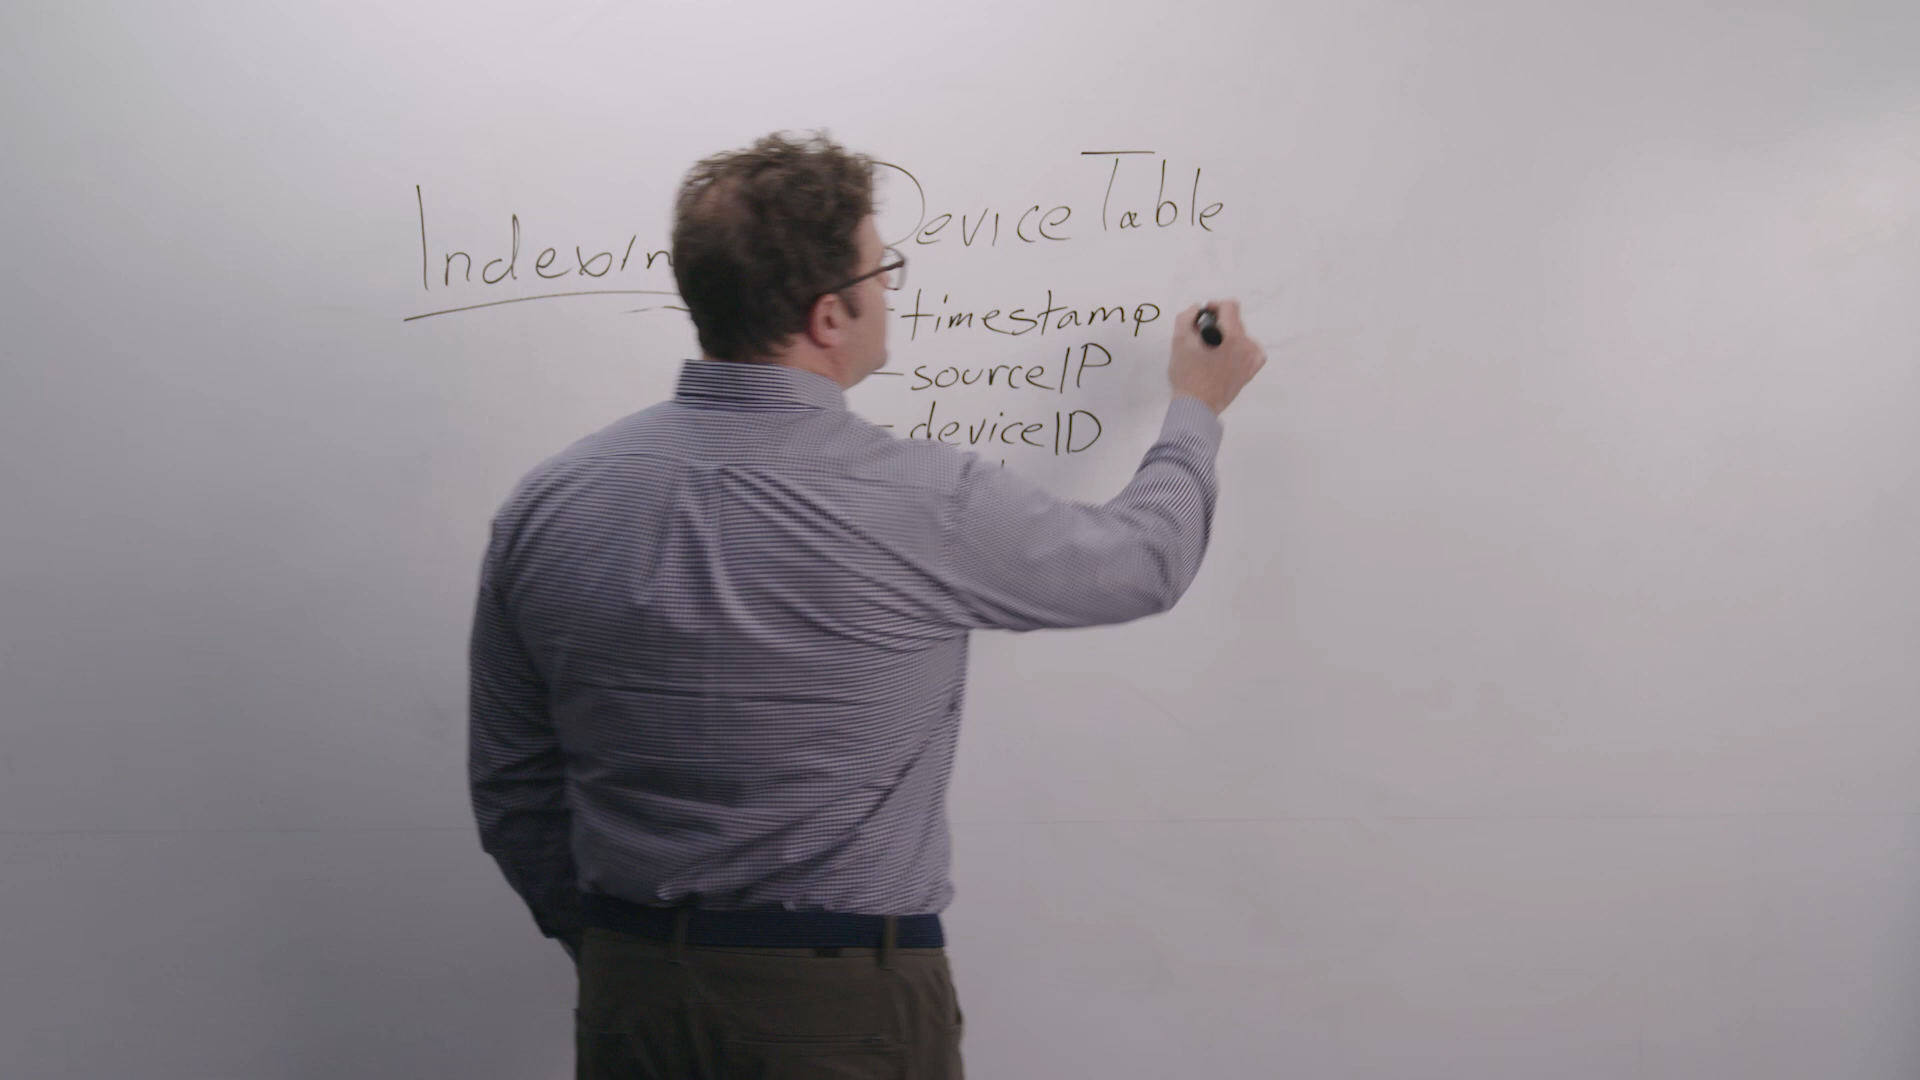 DeviceTable
- timestamp
- sourceIP
- deviceID